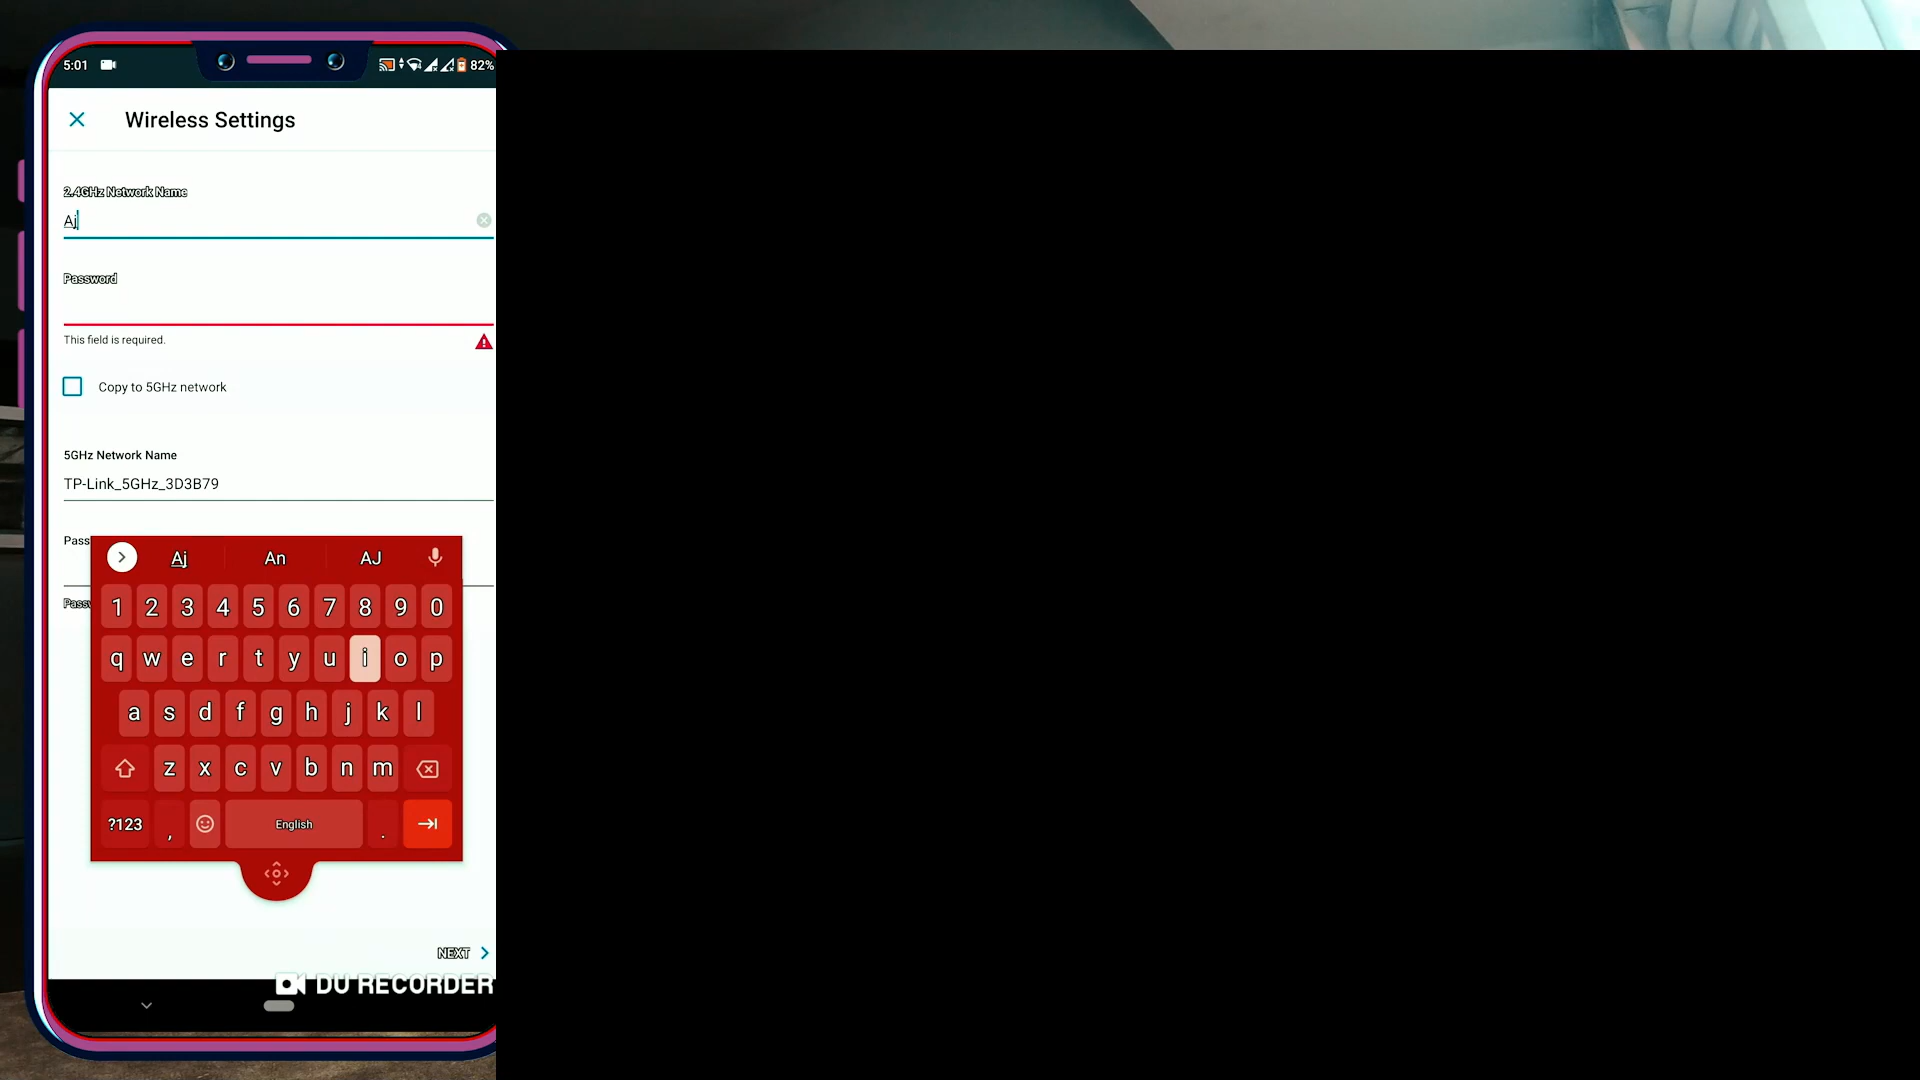 5:01
82%
Wireless Settings
2.4GHz Network Name
Aj
Password
This field is required.
Copy to 5GHz network
5GHz Network Name
TP-Link_5GHz_3D3B79
Pass
Passw
Aj An AJ
1 2 3 4 5 6 7 8 9 0
q w e r t y u i o p
a s d f g h j k l
z x c v b n m
?123 , English .
NEXT
DU RECORDER